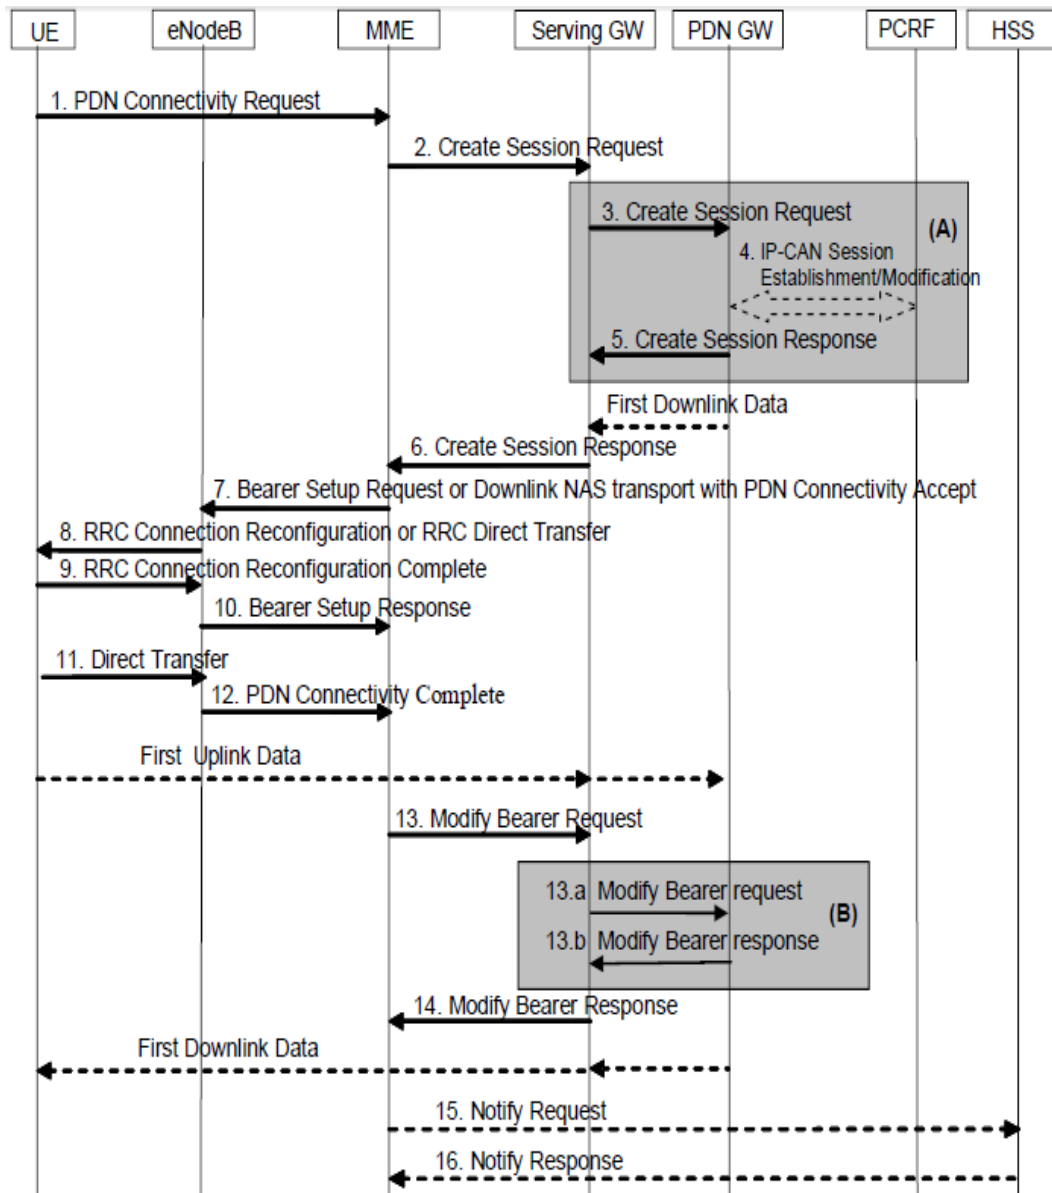 UE eNodeB MME Serving GW PDN GW PCRF HSS
1. PDN Connectivity Request
2. Create Session Request
3. Create Session Request
(A)
4. IP-CAN Session
Establishment/Modification
5. Create Session Response
First Downlink Data
6. Create Session Response
7. Bearer Setup Request or Downlink NAS transport with PDN Connectivity Accept
8. RRC Connection Reconfiguration or RRC Direct Transfer
9. RRC Connection Reconfiguration Complete
10. Bearer Setup Response
11. Direct Transfer
12. PDN Connectivity Complete
First Uplink Data
13. Modify Bearer Request
13.a Modify Bearer request
(B)
13.b Modify Bearer response
14. Modify Bearer Response
First Downlink Data
15. Notify Request
16. Notify Response